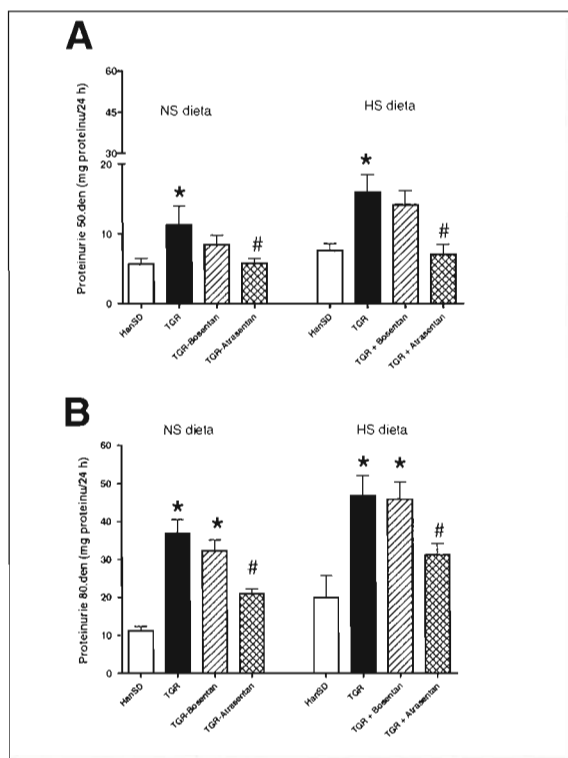 A
60
45
30
20
10
0
Proteinurie 50.den (mg proteinu/24 h)
NS dieta
HS dieta
*
#
*
#
HanSD
TGR
TGR-Bosentan
TGR-Atrasentan
HanSD
TGR
TGR + Bosentan
TGR + Atrasentan
B
60
50
40
30
20
10
0
Proteinurie 80.den (mg proteinu/24 h)
NS dieta
HS dieta
*
*
#
*
*
#
HanSD
TGR
TGR-Bosentan
TGR-Atrasentan
HanSD
TGR
TGR + Bosentan
TGR + Atrasentan